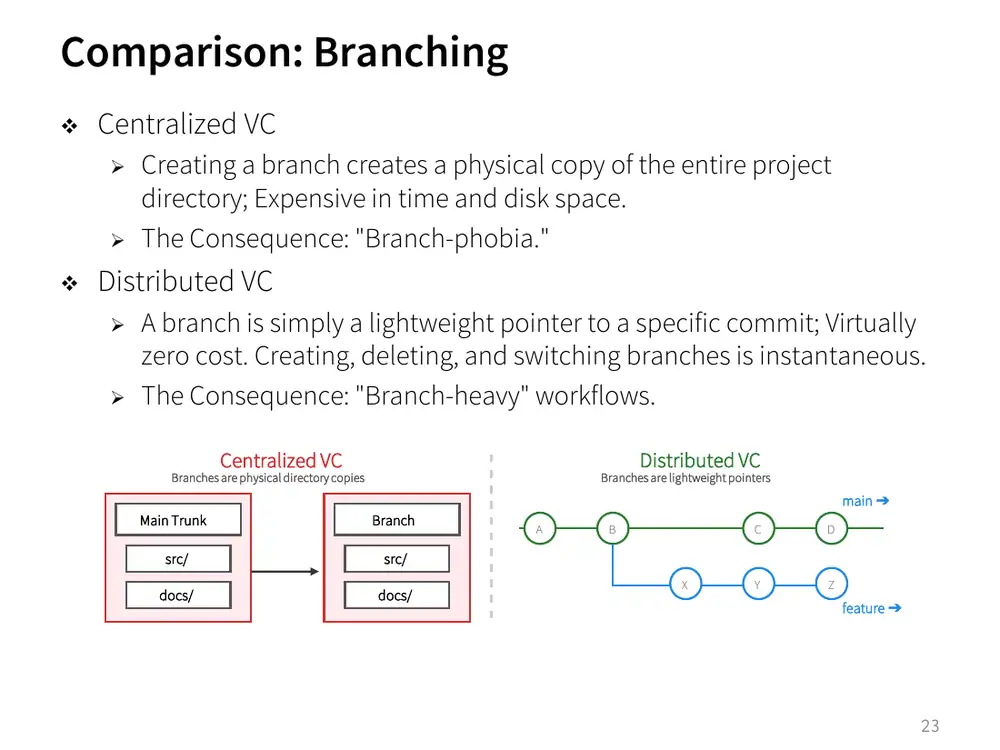 Comparison: Branching
❖ Centralized VC
➢ Creating a branch creates a physical copy of the entire project
directory; Expensive in time and disk space.
➢ The Consequence: "Branch-phobia."
❖ Distributed VC
➢ A branch is simply a lightweight pointer to a specific commit; Virtually
zero cost. Creating, deleting, and switching branches is instantaneous.
➢ The Consequence: "Branch-heavy" workflows.
Centralized VC
Branches are physical directory copies
Main Trunk
src/
docs/
Branch
src/
docs/
Distributed VC
Branches are lightweight pointers
main ➔
A B C D
X Y Z
feature ➔
23